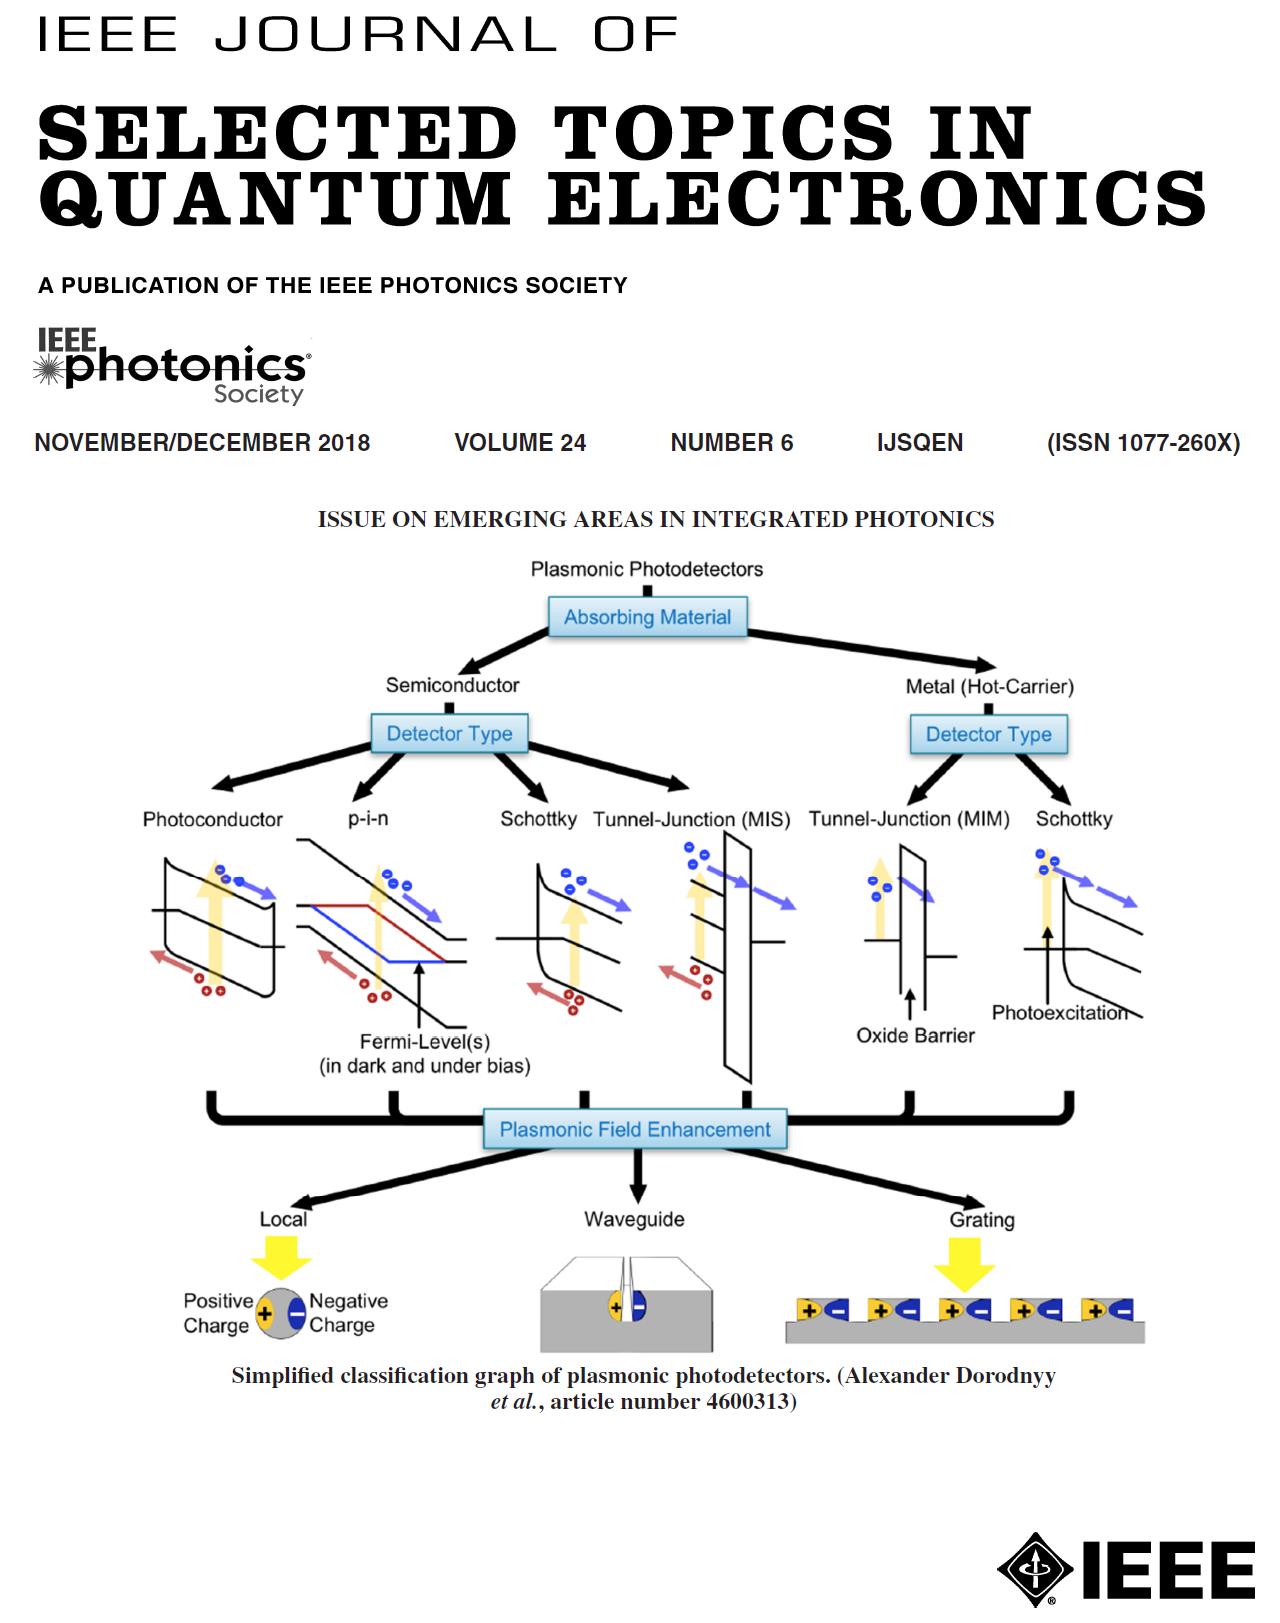 IEEE JOURNAL OF
SELECTED TOPICS IN
QUANTUM ELECTRONICS
A PUBLICATION OF THE IEEE PHOTONICS SOCIETY
IEEE
photonics®
Society
NOVEMBER/DECEMBER 2018 VOLUME 24 NUMBER 6 IJSQEN (ISSN 1077-260X)
ISSUE ON EMERGING AREAS IN INTEGRATED PHOTONICS
Plasmonic Photodetectors
Absorbing Material
Semiconductor Metal (Hot-Carrier)
Detector Type Detector Type
Photoconductor p-i-n Schottky Tunnel-Junction (MIS) Tunnel-Junction (MIM) Schottky
Photoexcitation
Fermi-Level(s) Oxide Barrier
(in dark and under bias)
Plasmonic Field Enhancement
Local Waveguide Grating
Positive Negative
Charge Charge
+ − + − + − + − + − + − + −
Simplified classification graph of plasmonic photodetectors. (Alexander Dorodnyy
et al., article number 4600313)
IEEE
®